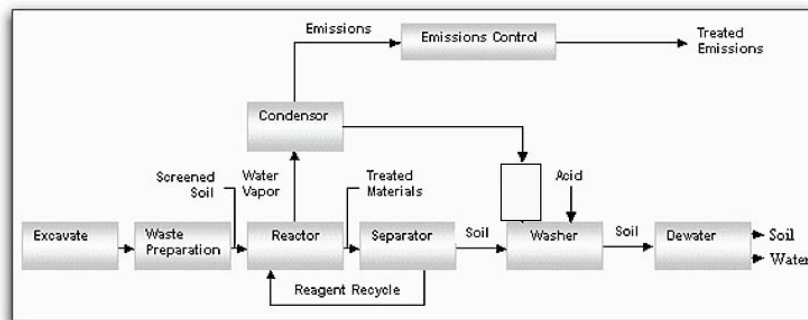 Emissions
Emissions Control
Treated
Emissions
Condensor
Screened
Soil
Water
Vapor
Treated
Materials
Acid
Excavate
Waste
Preparation
Reactor
Separator
Soil
Washer
Soil
Dewater
Soil
Water
Reagent Recycle